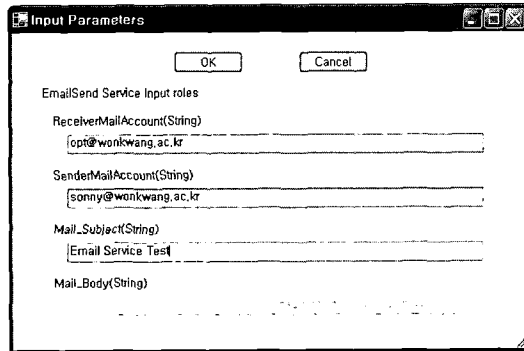 Input Parameters
OK Cancel
EmailSend Service Input roles
ReceiverMailAccount(String)
opt@wonkwang.ac.kr
SenderMailAccount(String)
sonny@wonkwang.ac.kr
Mail_Subject(String)
Email Service Test
Mail_Body(String)